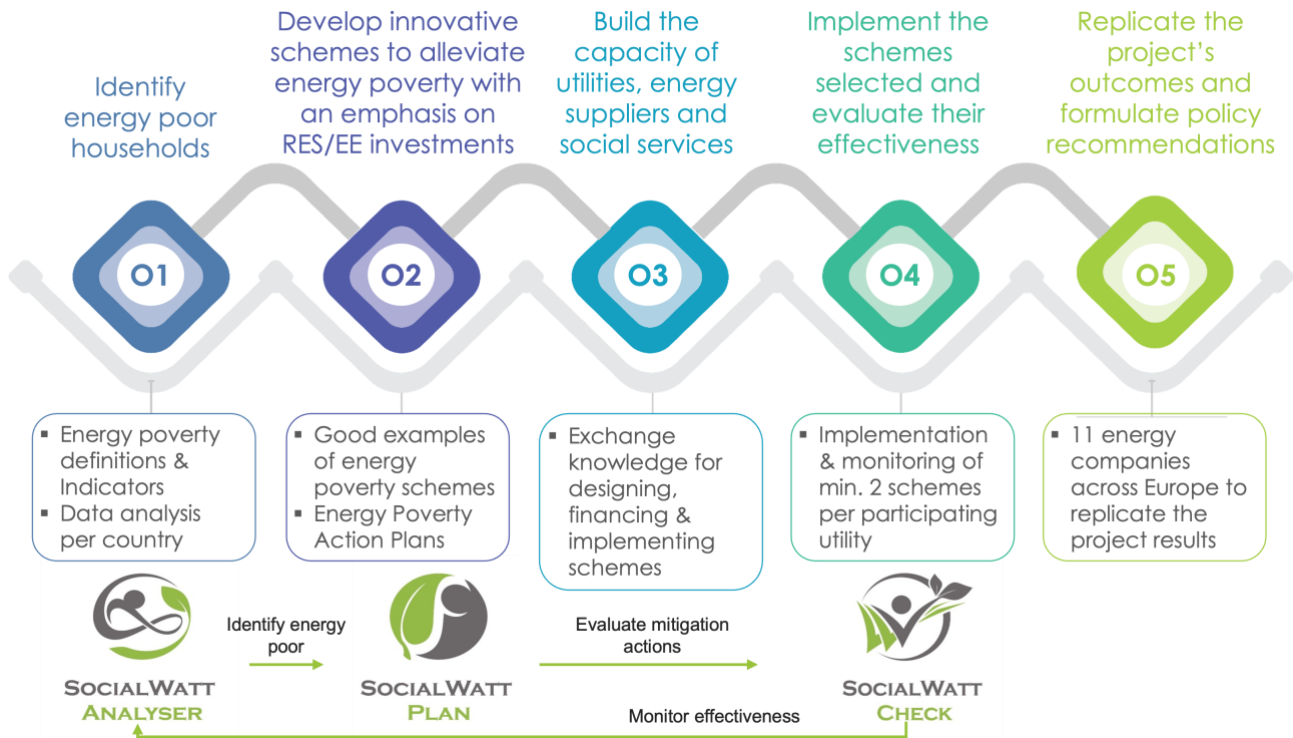 Identify
energy poor
households
Develop innovative
schemes to alleviate
energy poverty with
an emphasis on
RES/EE investments
Build the
capacity of
utilities, energy
suppliers and
social services
Implement the
schemes
selected and
evaluate their
effectiveness
Replicate the
project's
outcomes and
formulate policy
recommendations
O1
O2
O3
O4
O5
▪ Energy poverty
definitions &
Indicators
▪ Data analysis
per country
▪ Good examples
of energy
poverty schemes
▪ Energy Poverty
Action Plans
▪ Exchange
knowledge for
designing,
financing &
implementing
schemes
▪ Implementation
& monitoring of
min. 2 schemes
per participating
utility
▪ 11 energy
companies
across Europe to
replicate the
project results
SOCIALWATT
ANALYSER
Identify energy
poor
SOCIALWATT
PLAN
Evaluate mitigation
actions
SOCIALWATT
CHECK
Monitor effectiveness